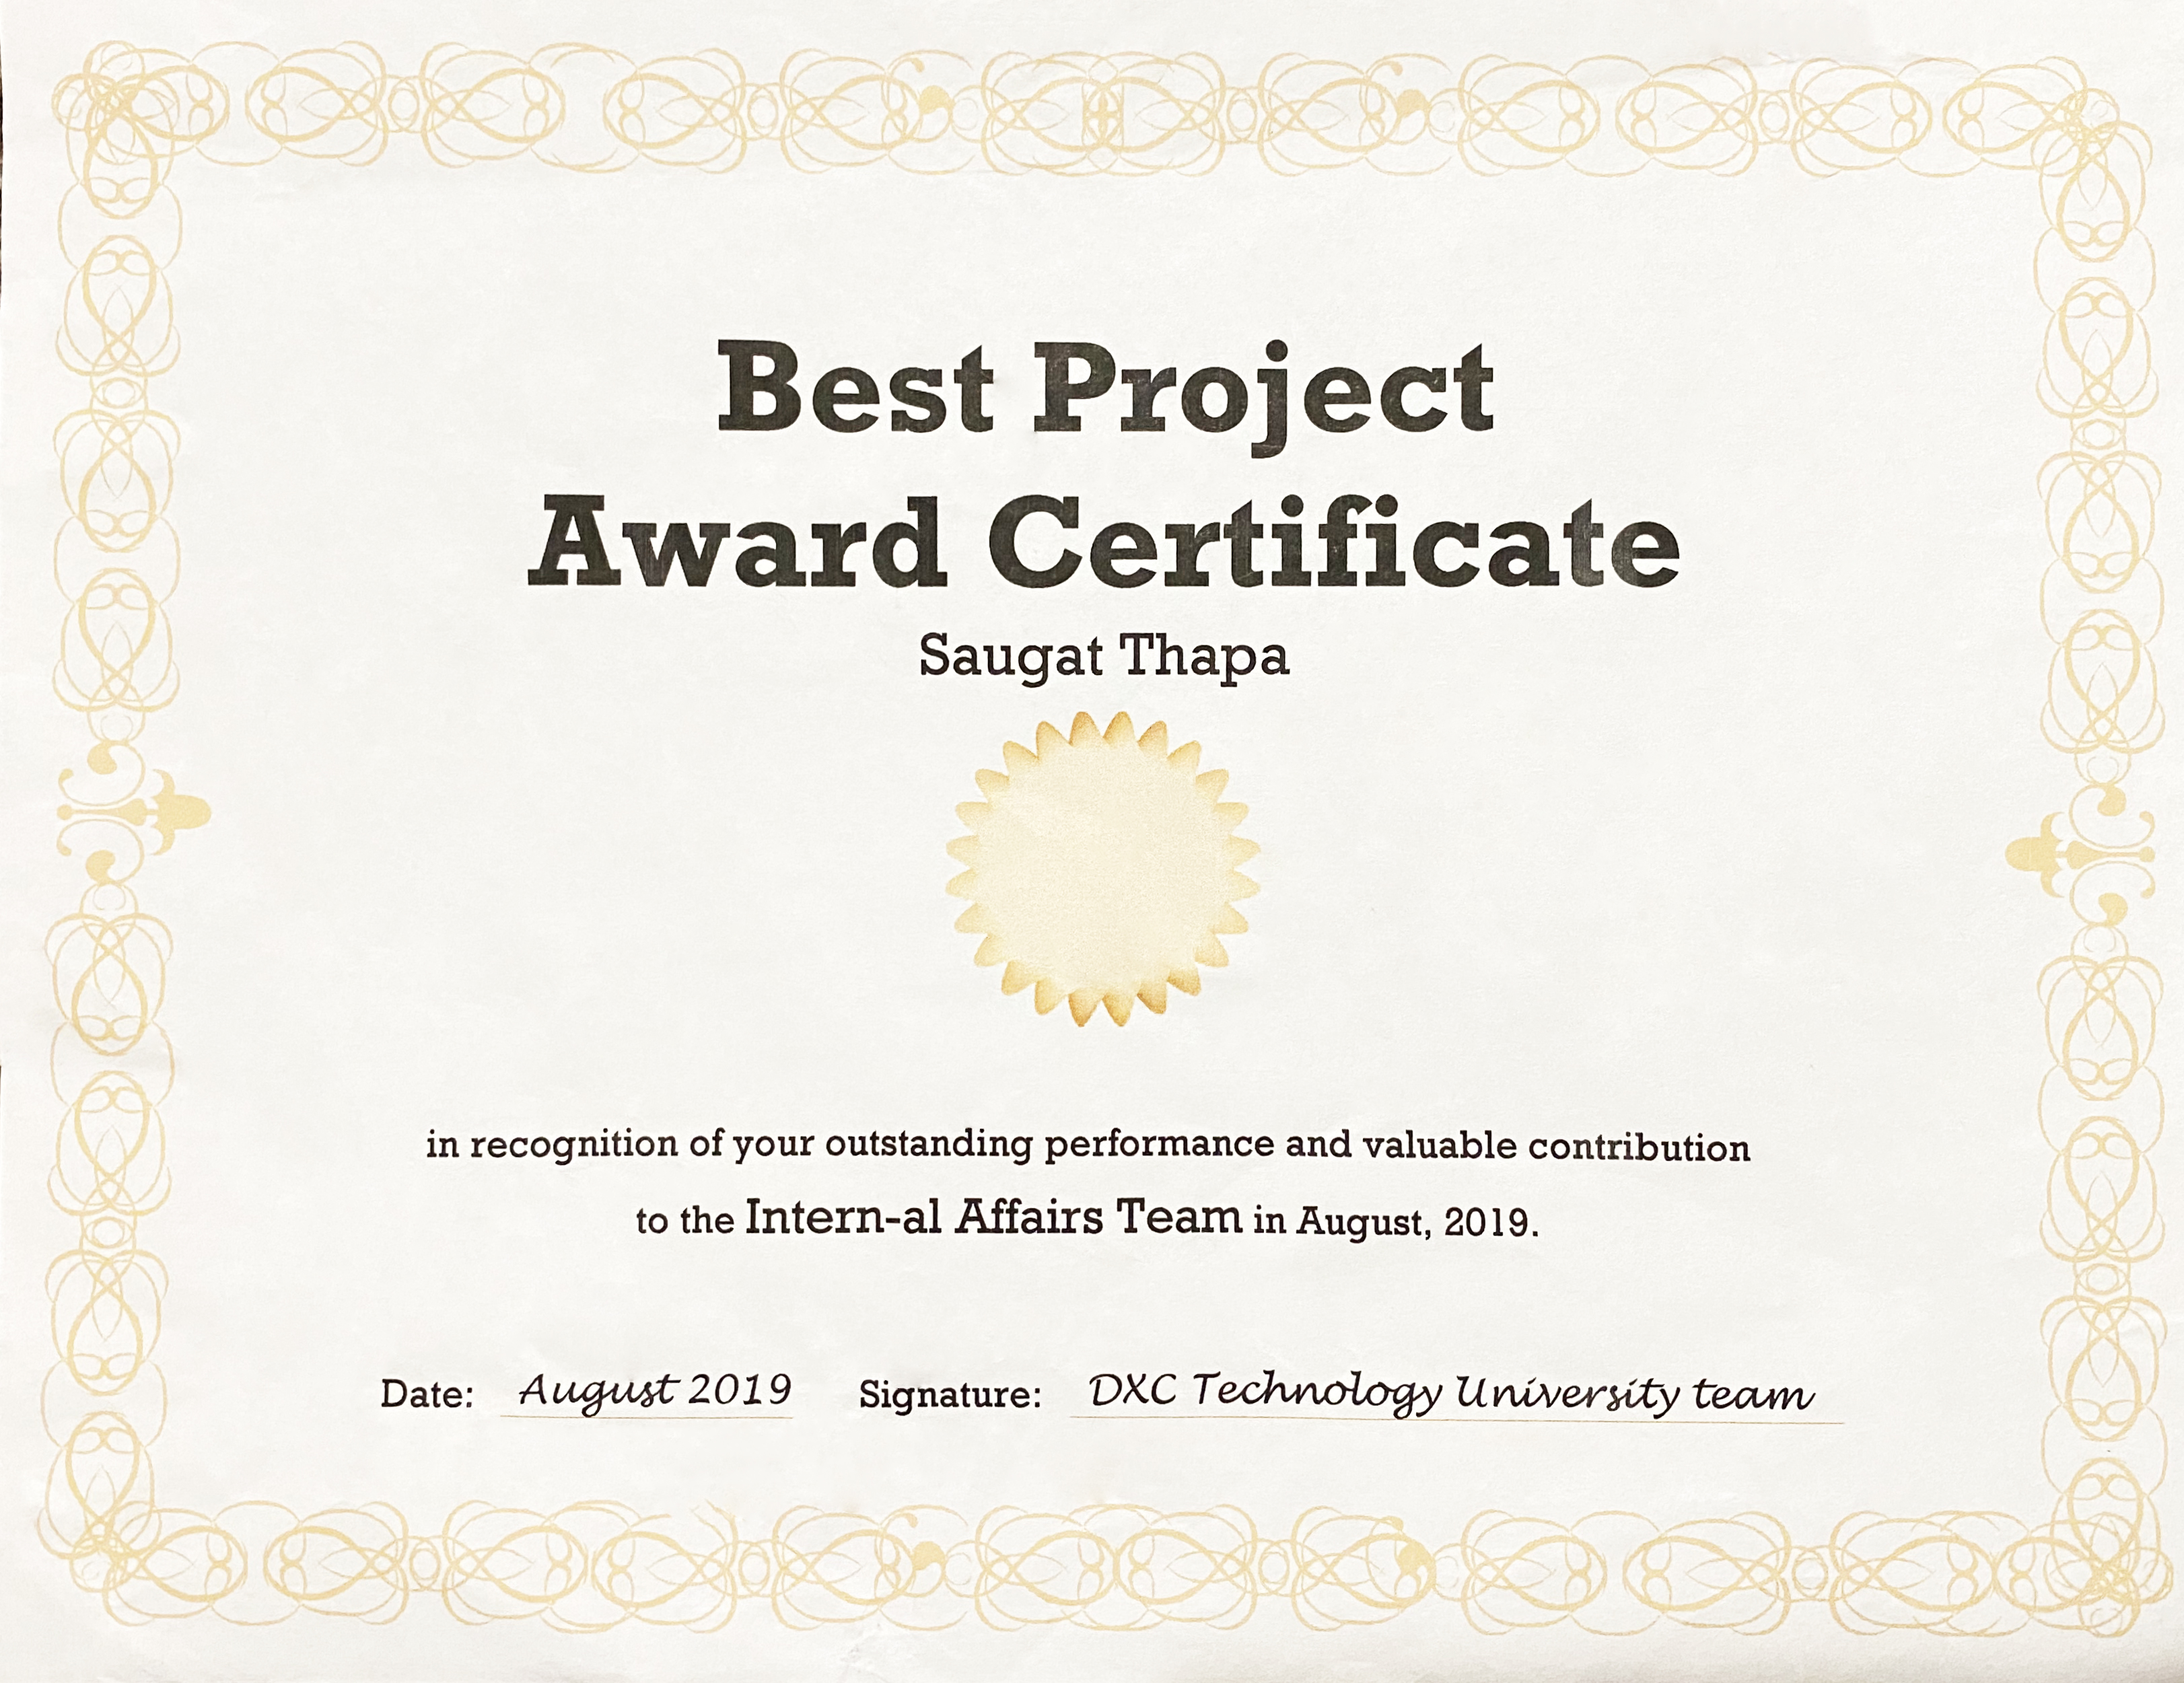 Best Project
Award Certificate
Saugat Thapa
in recognition of your outstanding performance and valuable contribution
to the Intern-al Affairs Team in August, 2019.
Date: August 2019 Signature: DXC Technology University team